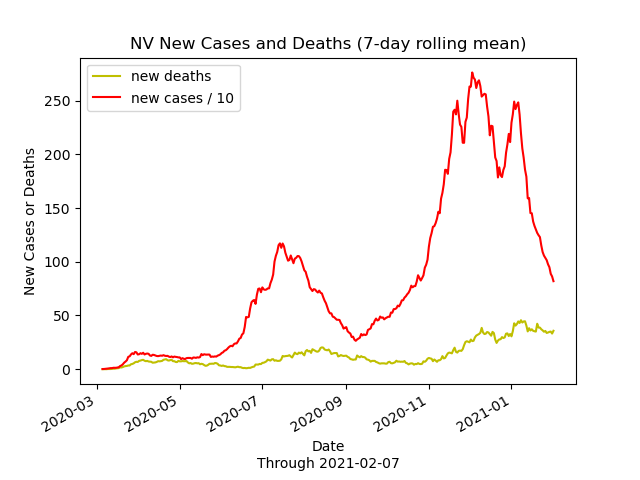 NV New Cases and Deaths (7-day rolling mean)
new deaths
new cases / 10
New Cases or Deaths
250
200
150
100
50
0
2020-03
2020-05
2020-07
2020-09
2020-11
2021-01
Date
Through 2021-02-07